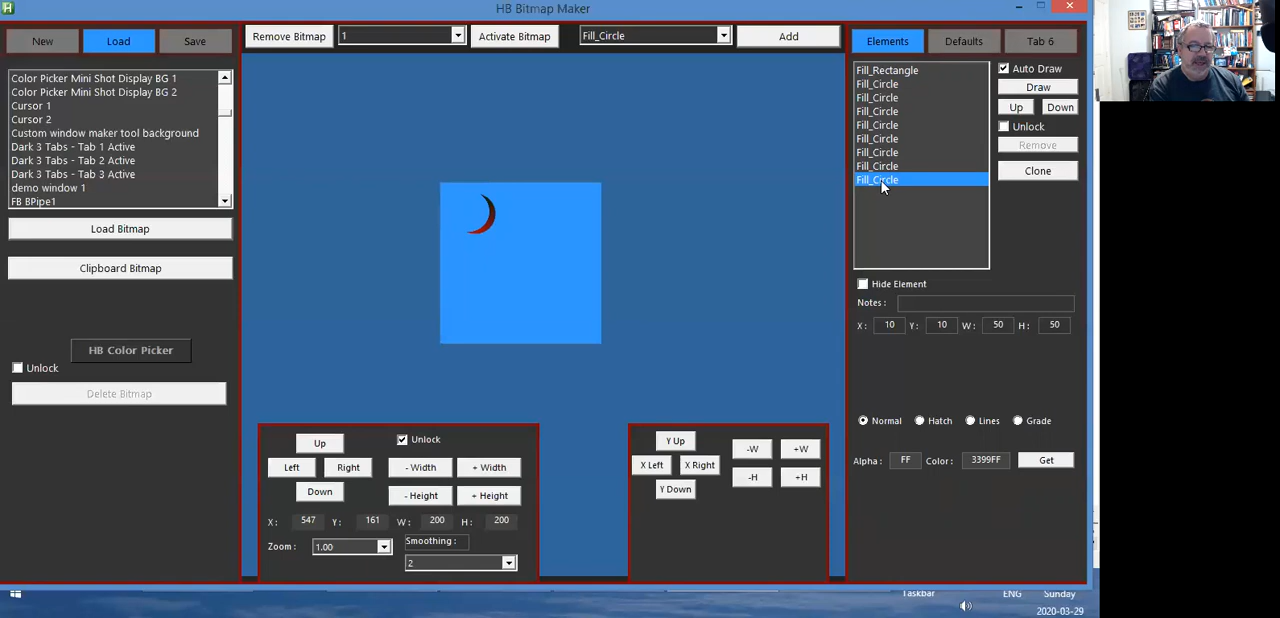 HB Bitmap Maker
New
Load
Save
Remove Bitmap
1
Activate Bitmap
Fill_Circle
Add
Elements
Defaults
Tab 6
Color Picker Mini Shot Display BG 1
Color Picker Mini Shot Display BG 2
Cursor 1
Cursor 2
Custom window maker tool background
Dark 3 Tabs - Tab 1 Active
Dark 3 Tabs - Tab 2 Active
Dark 3 Tabs - Tab 3 Active
demo window 1
FB BPipe1
Load Bitmap
Clipboard Bitmap
HB Color Picker
Unlock
Delete Bitmap
Fill_Rectangle
Fill_Circle
Fill_Circle
Fill_Circle
Fill_Circle
Fill_Circle
Fill_Circle
Fill_Circle
Fill_Circle
Auto Draw
Draw
Up
Down
Unlock
Remove
Clone
Hide Element
Notes :
X : 10 Y : 10 W : 50 H : 50
Normal Hatch Lines Grade
Alpha : FF Color : 3399FF Get
Up
Left
Right
Down
Unlock
- Width
+ Width
- Height
+ Height
X : 547 Y : 161 W : 200 H : 200
Zoom : 1.00
Smoothing :
2
Y Up
X Left
X Right
Y Down
-W
+W
-H
+H
Taskbar
ENG
Sunday
2020-03-29